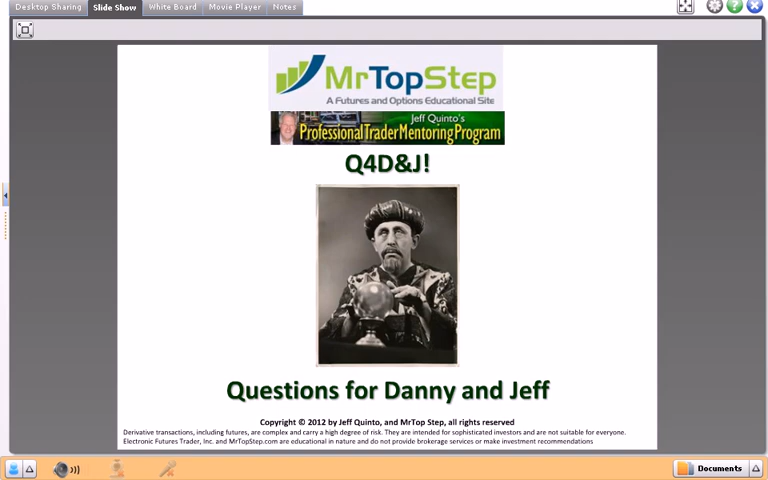 Desktop Sharing Slide Show White Board Movie Player Notes
MrTopStep
A Futures and Options Educational Site
Jeff Quinto's
Professional Trader Mentoring Program
Q4D&J!
Questions for Danny and Jeff
Copyright © 2012 by Jeff Quinto, and MrTop Step, all rights reserved
Derivative transactions, including futures, are complex and carry a high degree of risk. They are intended for sophisticated investors and are not suitable for everyone.
Electronic Futures Trader, Inc. and MrTopStep.com are educational in nature and do not provide brokerage services or make investment recommendations
Documents